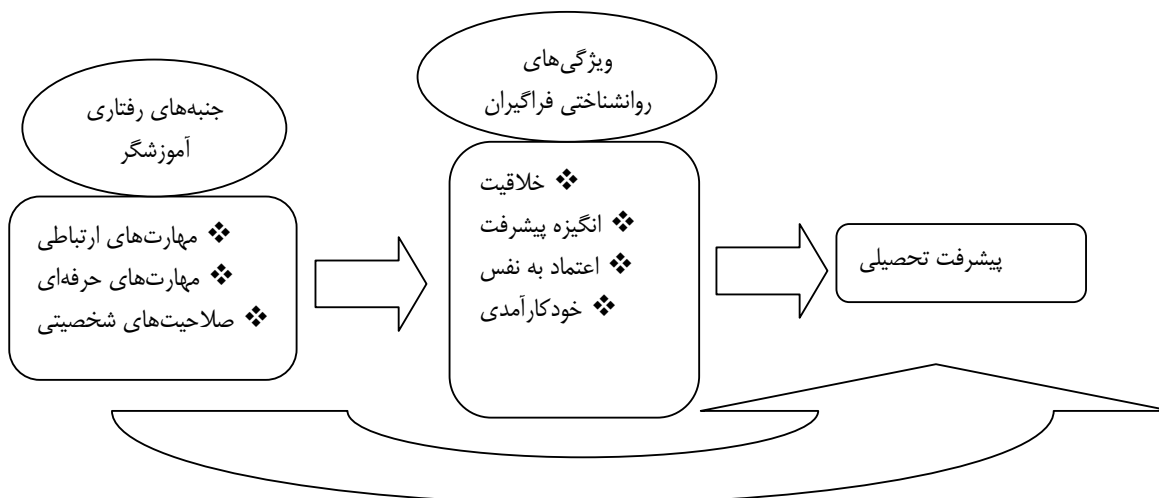 جنبه‌های رفتاری
آموزشگر
❖ مهارت‌های ارتباطی
❖ مهارت‌های حرفه‌ای
❖ صلاحیت‌های شخصیتی
ویژگی‌های
روانشناختی فراگیران
❖ خلاقیت
❖ انگیزه پیشرفت
❖ اعتماد به نفس
❖ خودکارآمدی
پیشرفت تحصیلی